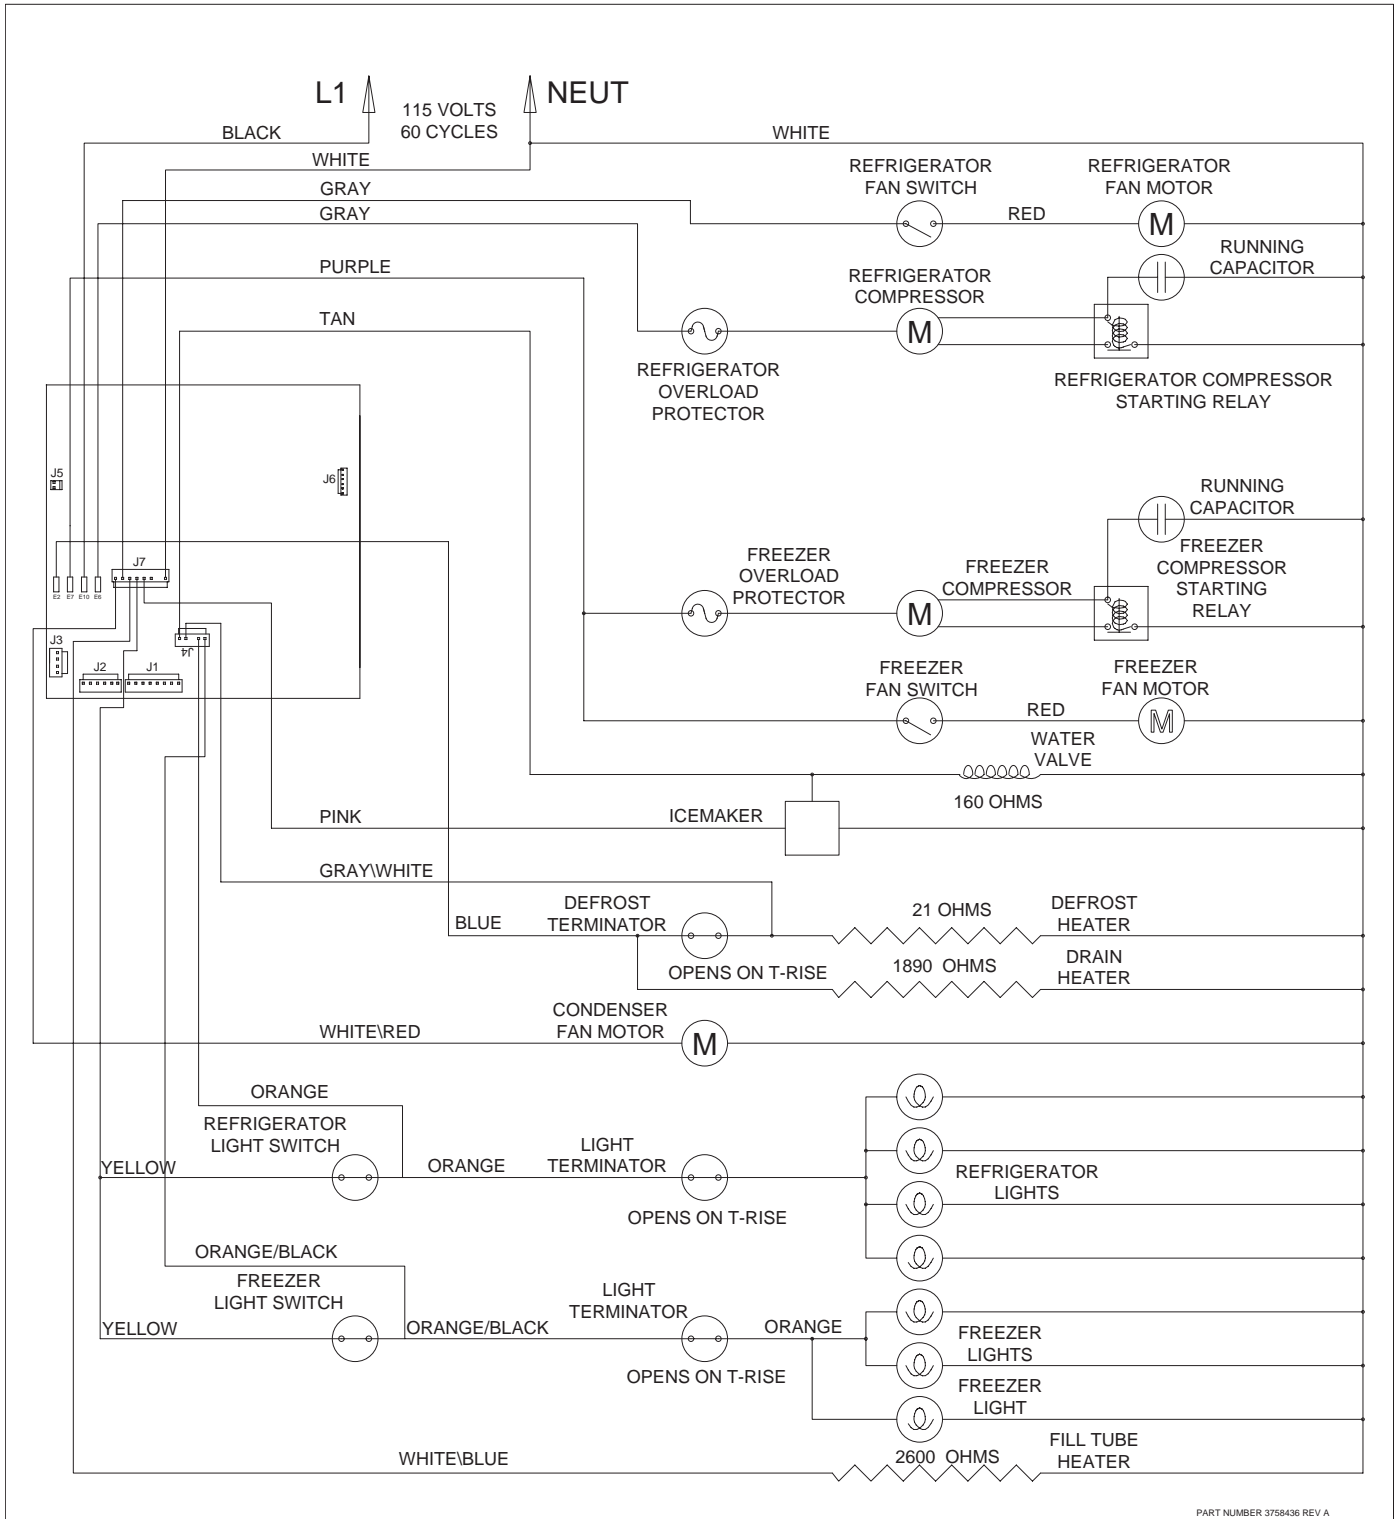 L1
NEUT
115 VOLTS
60 CYCLES
BLACK
WHITE
WHITE
GRAY
GRAY
REFRIGERATOR
FAN SWITCH
RED
REFRIGERATOR
FAN MOTOR
PURPLE
REFRIGERATOR
COMPRESSOR
RUNNING
CAPACITOR
TAN
M
M
REFRIGERATOR
OVERLOAD
PROTECTOR
REFRIGERATOR COMPRESSOR
STARTING RELAY
J5
J6
J7
E2
E7
E10
E6
J3
J4
J2
J1
RUNNING
CAPACITOR
FREEZER
OVERLOAD
PROTECTOR
FREEZER
COMPRESSOR
M
FREEZER
COMPRESSOR
STARTING
RELAY
FREEZER
FAN SWITCH
RED
FREEZER
FAN MOTOR
M
WATER
VALVE
160 OHMS
PINK
ICEMAKER
GRAY\WHITE
BLUE
DEFROST
TERMINATOR
OPENS ON T-RISE
21 OHMS
DEFROST
HEATER
1890 OHMS
DRAIN
HEATER
WHITE\RED
CONDENSER
FAN MOTOR
M
ORANGE
REFRIGERATOR
LIGHT SWITCH
YELLOW
ORANGE
LIGHT
TERMINATOR
OPENS ON T-RISE
REFRIGERATOR
LIGHTS
ORANGE/BLACK
FREEZER
LIGHT SWITCH
YELLOW
ORANGE/BLACK
LIGHT
TERMINATOR
OPENS ON T-RISE
ORANGE
FREEZER
LIGHTS
FREEZER
LIGHT
WHITE\BLUE
2600 OHMS
FILL TUBE
HEATER
PART NUMBER 3758436 REV A